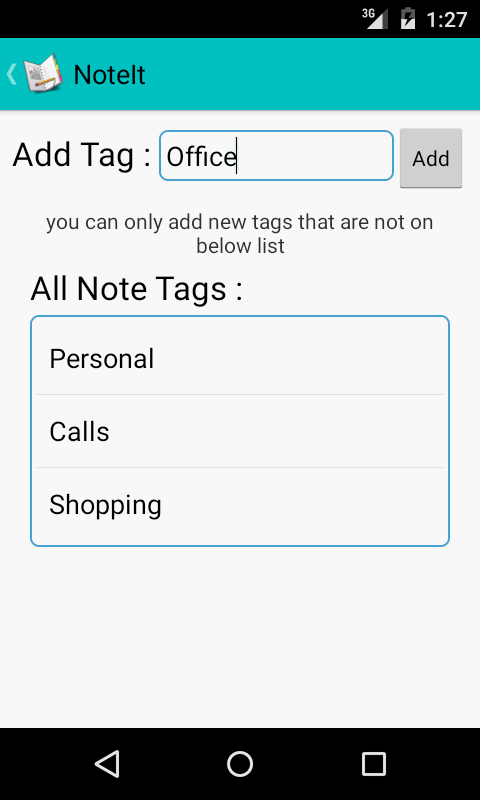 3G 1:27
NoteIt
Add Tag : Office Add
you can only add new tags that are not on
below list
All Note Tags :
Personal
Calls
Shopping